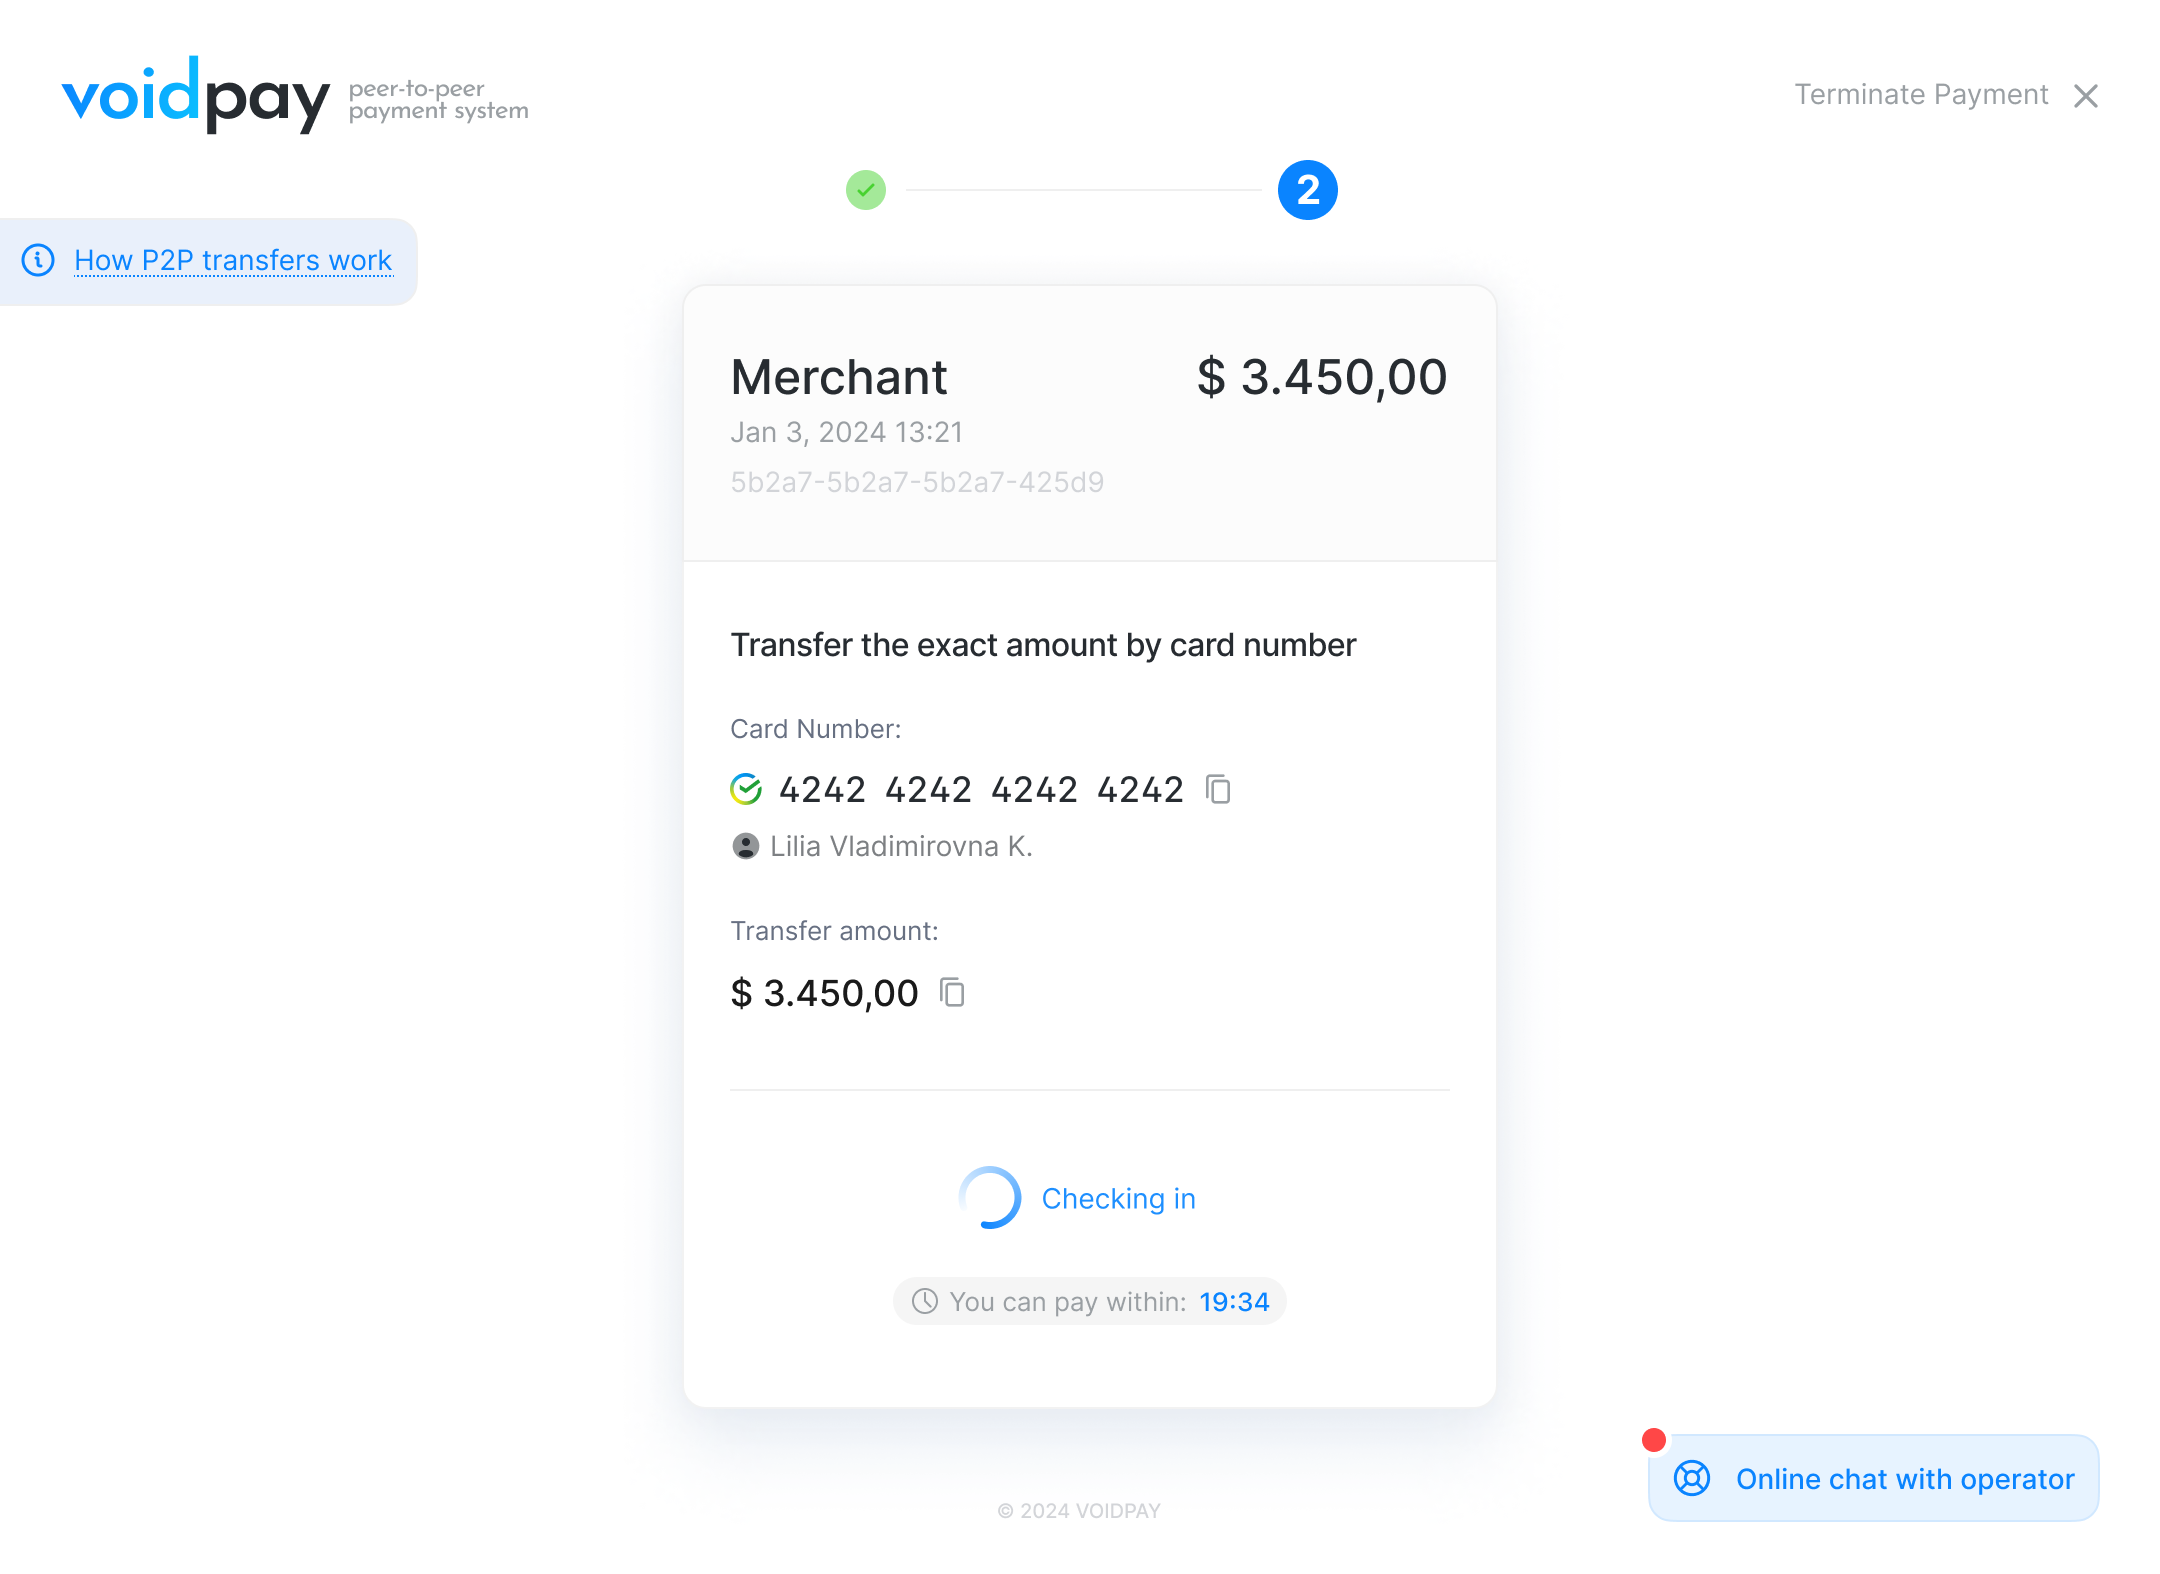 voidpay
peer-to-peer
payment system
Terminate Payment
2
How P2P transfers work
Merchant
$ 3.450,00
Jan 3, 2024 13:21
5b2a7-5b2a7-5b2a7-425d9
Transfer the exact amount by card number
Card Number:
4242 4242 4242 4242
Lilia Vladimirovna K.
Transfer amount:
$ 3.450,00
Checking in
You can pay within: 19:34
Online chat with operator
© 2024 VOIDPAY